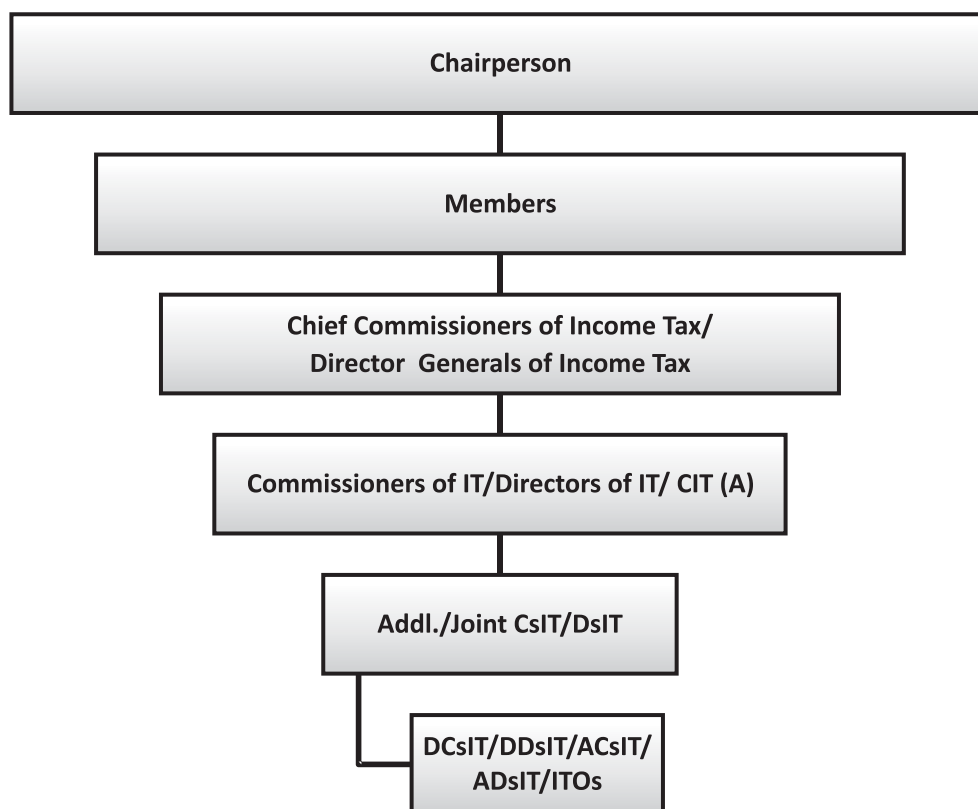 Chairperson
Members
Chief Commissioners of Income Tax/
Director Generals of Income Tax
Commissioners of IT/Directors of IT/ CIT (A)
Addl./Joint CsIT/DsIT
DCsIT/DDsIT/ACsIT/
ADsIT/ITOs